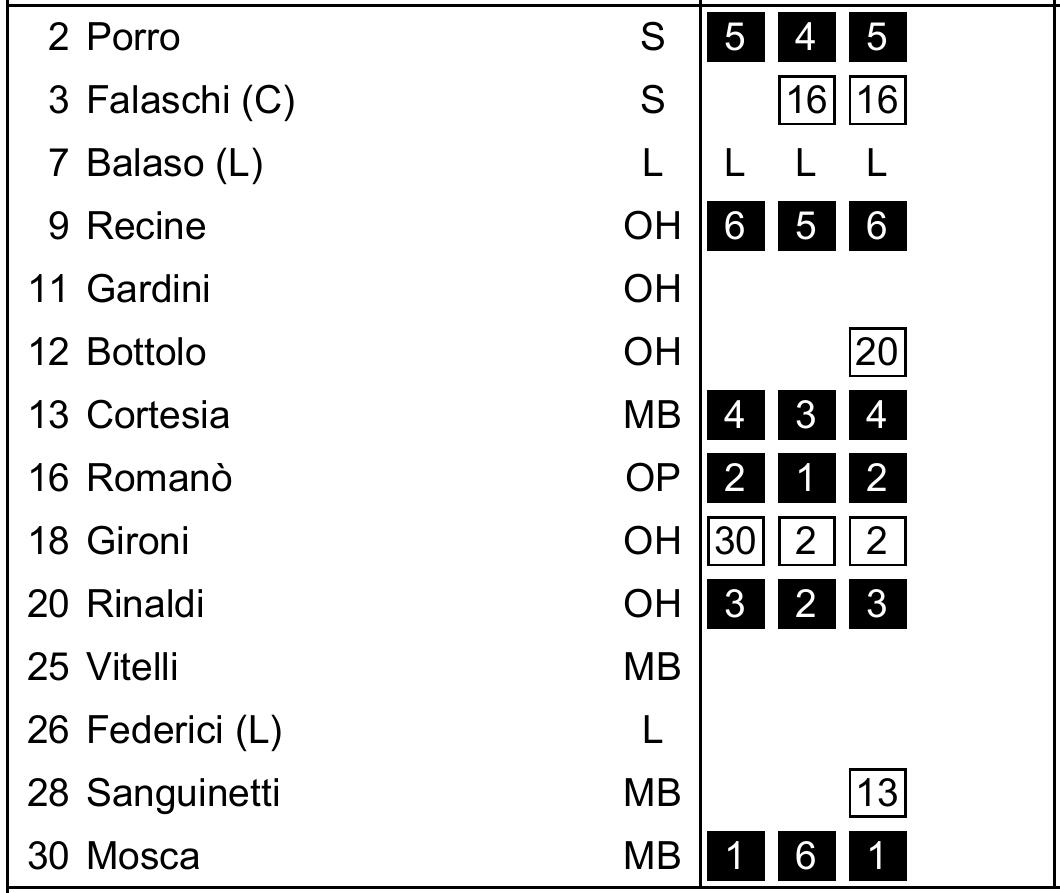 2 Porro S 5 4 5
3 Falaschi (C) S 16 16
7 Balaso (L) L L L L
9 Recine OH 6 5 6
11 Gardini OH
12 Bottolo OH 20
13 Cortesia MB 4 3 4
16 Romanò OP 2 1 2
18 Gironi OH 30 2 2
20 Rinaldi OH 3 2 3
25 Vitelli MB
26 Federici (L) L
28 Sanguinetti MB 13
30 Mosca MB 1 6 1